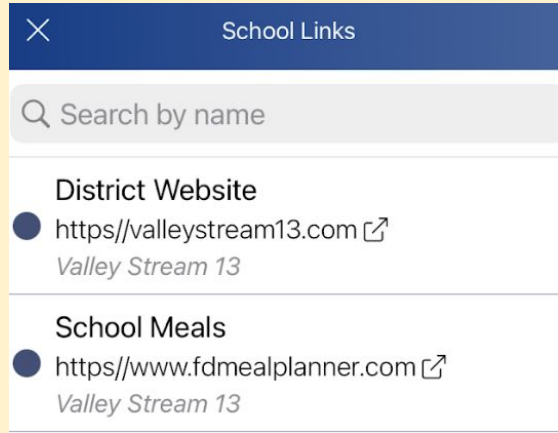 School Links
Search by name
District Website
https//valleystream13.com
Valley Stream 13
School Meals
https//www.fdmealplanner.com
Valley Stream 13